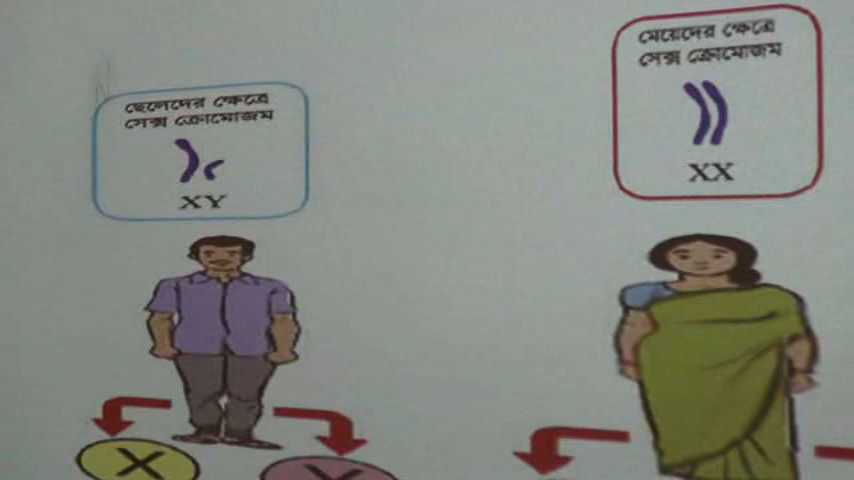 ছেলেদের ক্ষেত্রে
সেক্স ক্রোমোজম
XY
মেয়েদের ক্ষেত্রে
সেক্স ক্রোমোজম
XX
X